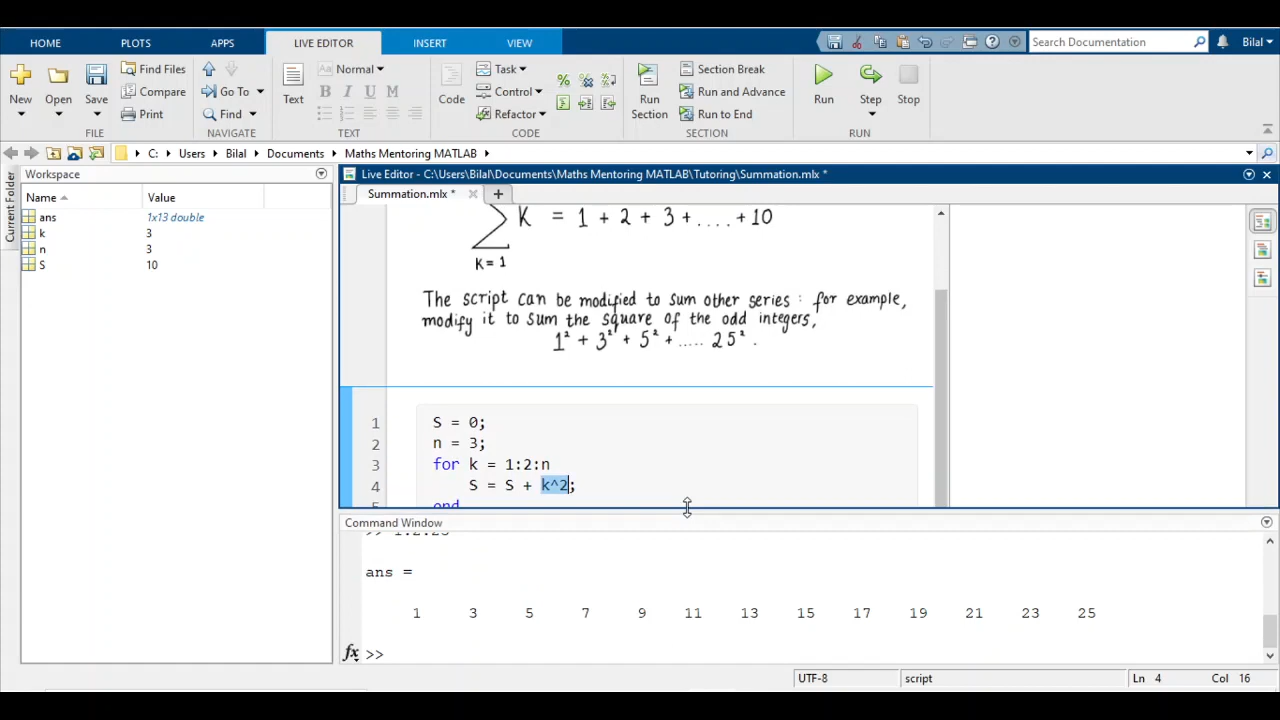 HOME PLOTS APPS LIVE EDITOR INSERT VIEW Search Documentation Bilal
New Open Save Find Files Compare Print Go To Find Text Normal B I U M Code Task Control Refactor Run Section Section Break Run and Advance Run to End Run Step Stop
FILE NAVIGATE TEXT CODE SECTION RUN
C: Users Bilal Documents Maths Mentoring MATLAB
Current Folder
Workspace
Name Value
ans 1x13 double
k 3
n 3
S 10
Live Editor - C:\Users\Bilal\Documents\Maths Mentoring MATLAB\Tutoring\Summation.mlx *
Summation.mlx * +
∑ K = 1 + 2 + 3 + .... + 10
K = 1
The script can be modified to sum other series : for example,
modify it to sum the square of the odd integers,
1² + 3² + 5² + ..... 25² .
1 S = 0;
2 n = 3;
3 for k = 1:2:n
4 S = S + k^2;
5 end
Command Window
>> 1:2:25
ans =
1 3 5 7 9 11 13 15 17 19 21 23 25
fx >>
UTF-8 script Ln 4 Col 16